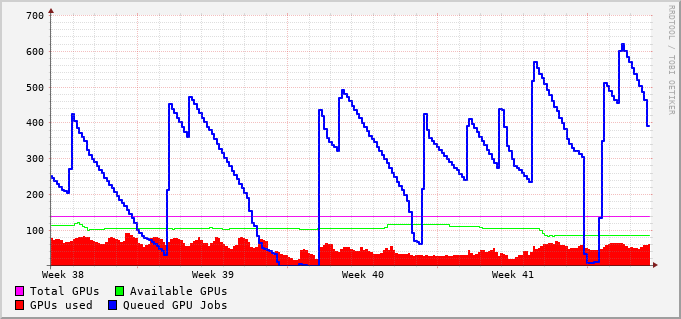 700
600
500
400
300
200
100
Week 38 Week 39 Week 40 Week 41
Total GPUs Available GPUs
GPUs used Queued GPU Jobs
RRDTOOL / TOBI OETIKER